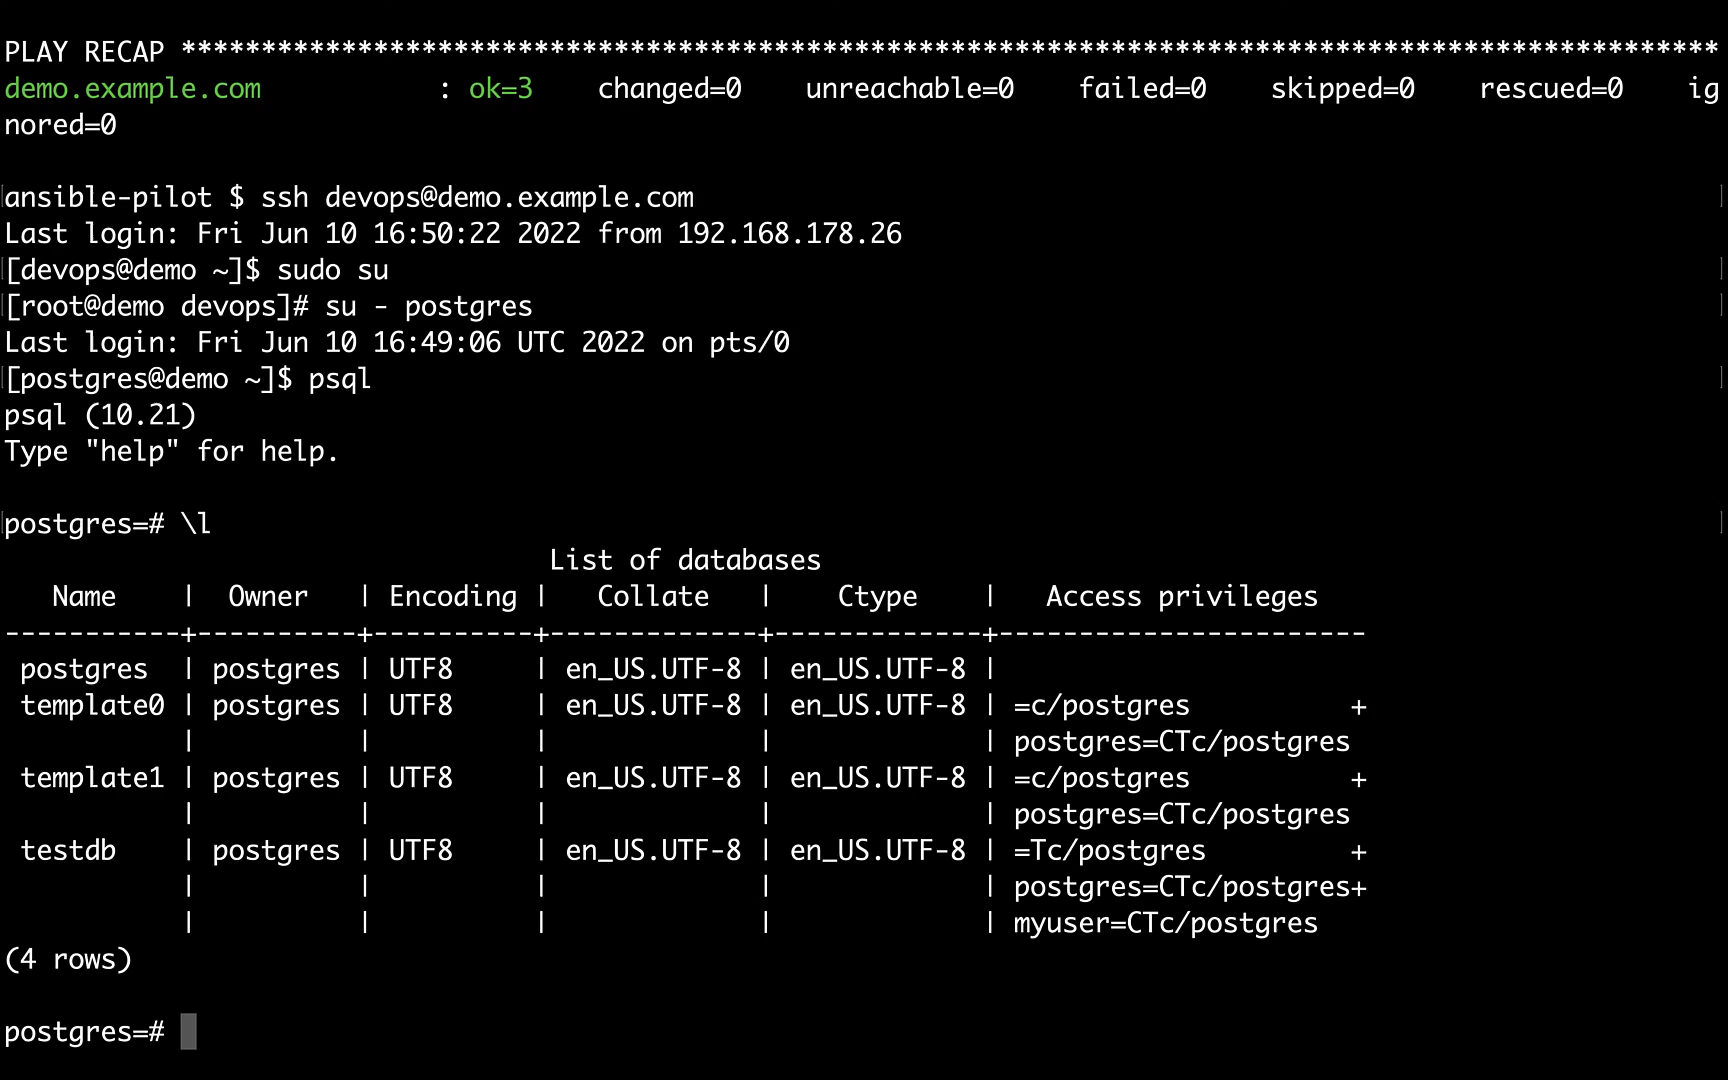 PLAY RECAP ************************************************************************************************
demo.example.com           : ok=3    changed=0    unreachable=0    failed=0    skipped=0    rescued=0    ig
nored=0

ansible-pilot $ ssh devops@demo.example.com
Last login: Fri Jun 10 16:50:22 2022 from 192.168.178.26
[devops@demo ~]$ sudo su
[root@demo devops]# su - postgres
Last login: Fri Jun 10 16:49:06 UTC 2022 on pts/0
[postgres@demo ~]$ psql
psql (10.21)
Type "help" for help.

postgres=# \l
                                  List of databases
   Name    |  Owner   | Encoding |   Collate   |    Ctype    |   Access privileges
-----------+----------+----------+-------------+-------------+-----------------------
 postgres  | postgres | UTF8     | en_US.UTF-8 | en_US.UTF-8 |
 template0 | postgres | UTF8     | en_US.UTF-8 | en_US.UTF-8 | =c/postgres          +
           |          |          |             |             | postgres=CTc/postgres
 template1 | postgres | UTF8     | en_US.UTF-8 | en_US.UTF-8 | =c/postgres          +
           |          |          |             |             | postgres=CTc/postgres
 testdb    | postgres | UTF8     | en_US.UTF-8 | en_US.UTF-8 | =Tc/postgres         +
           |          |          |             |             | postgres=CTc/postgres+
           |          |          |             |             | myuser=CTc/postgres
(4 rows)

postgres=#